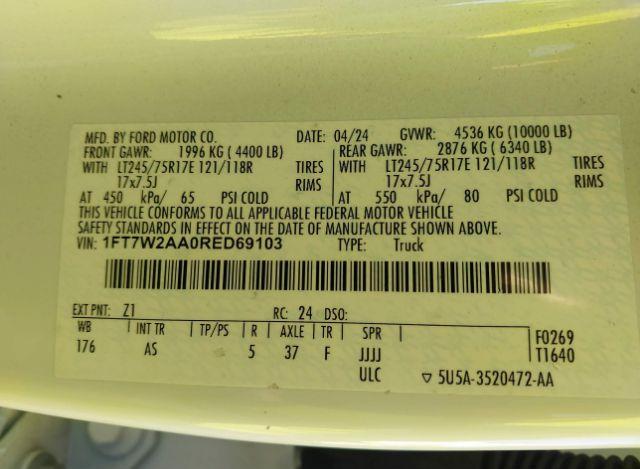 MFD. BY FORD MOTOR CO. DATE: 04/24 GVWR: 4536 KG (10000 LB)
FRONT GAWR: 1996 KG ( 4400 LB) REAR GAWR: 2876 KG ( 6340 LB)
WITH LT245/75R17E 121/118R TIRES WITH LT245/75R17E 121/118R TIRES
17x7.5J RIMS 17x7.5J RIMS
AT 450 kPa/ 65 PSI COLD AT 550 kPa/ 80 PSI COLD
THIS VEHICLE CONFORMS TO ALL APPLICABLE FEDERAL MOTOR VEHICLE
SAFETY STANDARDS IN EFFECT ON THE DATE OF MANUFACTURE SHOWN ABOVE.
VIN: 1FT7W2AA0RED69103 TYPE: Truck
EXT PNT: Z1 RC: 24 DSO:
WB INT TR TP/PS R AXLE TR SPR F0269
176 AS 5 37 F JJJJ T1640
ULC ▽ 5U5A-3520472-AA